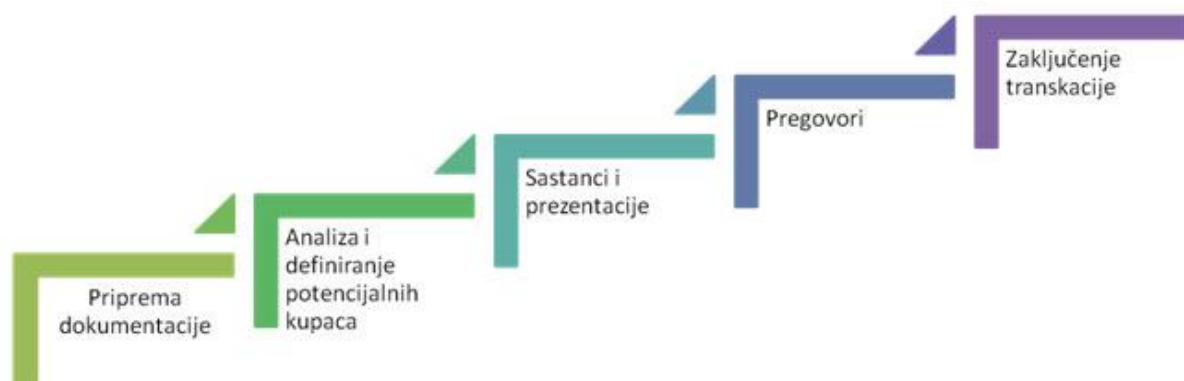 Priprema
dokumentacije
Analiza i
definiranje
potencijalnih
kupaca
Sastanci i
prezentacije
Pregovori
Zaključenje
transkacije